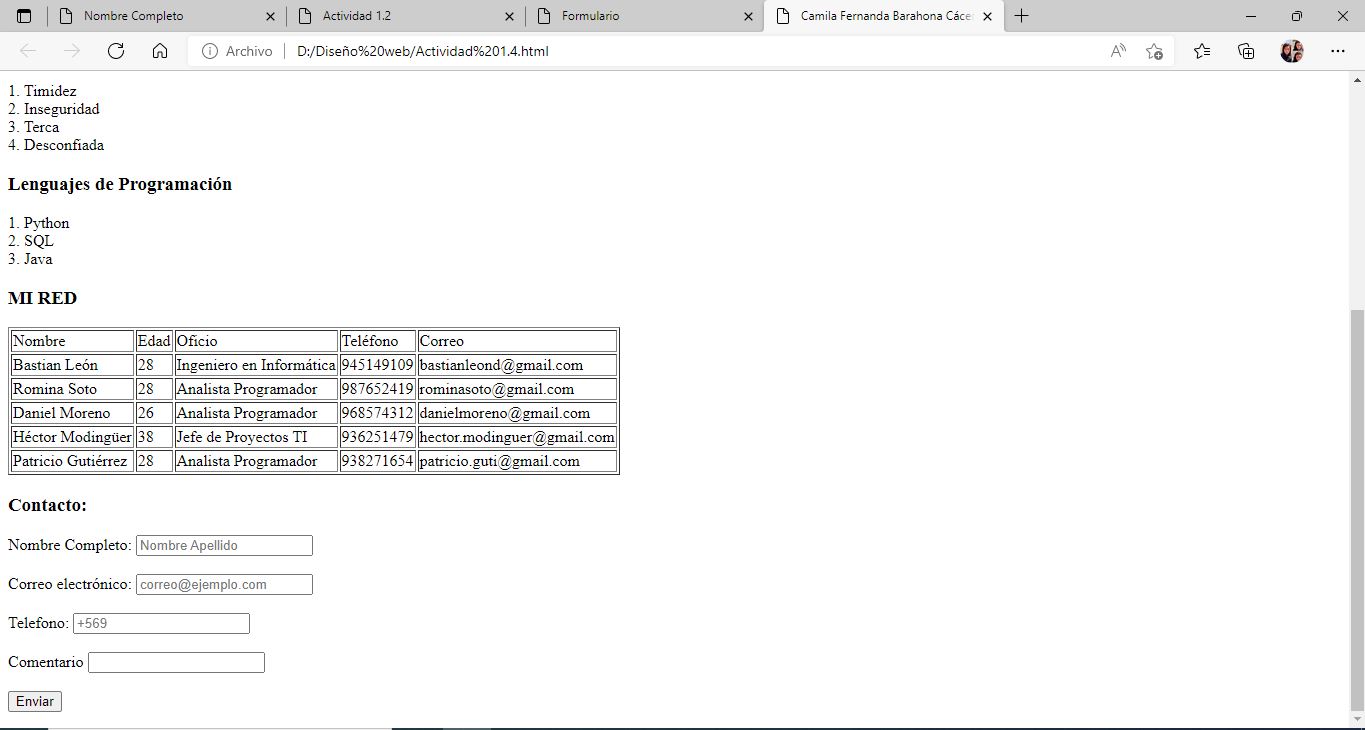 Nombre Completo
Actividad 1.2
Formulario
Camila Fernanda Barahona Các
Archivo D:/Diseño%20web/Actividad%201.4.html
1. Timidez
2. Inseguridad
3. Terca
4. Desconfiada
Lenguajes de Programación
1. Python
2. SQL
3. Java
MI RED
Nombre Edad Oficio Teléfono Correo
Bastian León 28 Ingeniero en Informática 945149109 bastianleond@gmail.com
Romina Soto 28 Analista Programador 987652419 rominasoto@gmail.com
Daniel Moreno 26 Analista Programador 968574312 danielmoreno@gmail.com
Héctor Modingüer 38 Jefe de Proyectos TI 936251479 hector.modinguer@gmail.com
Patricio Gutiérrez 28 Analista Programador 938271654 patricio.guti@gmail.com
Contacto:
Nombre Completo: Nombre Apellido
Correo electrónico: correo@ejemplo.com
Telefono: +569
Comentario
Enviar